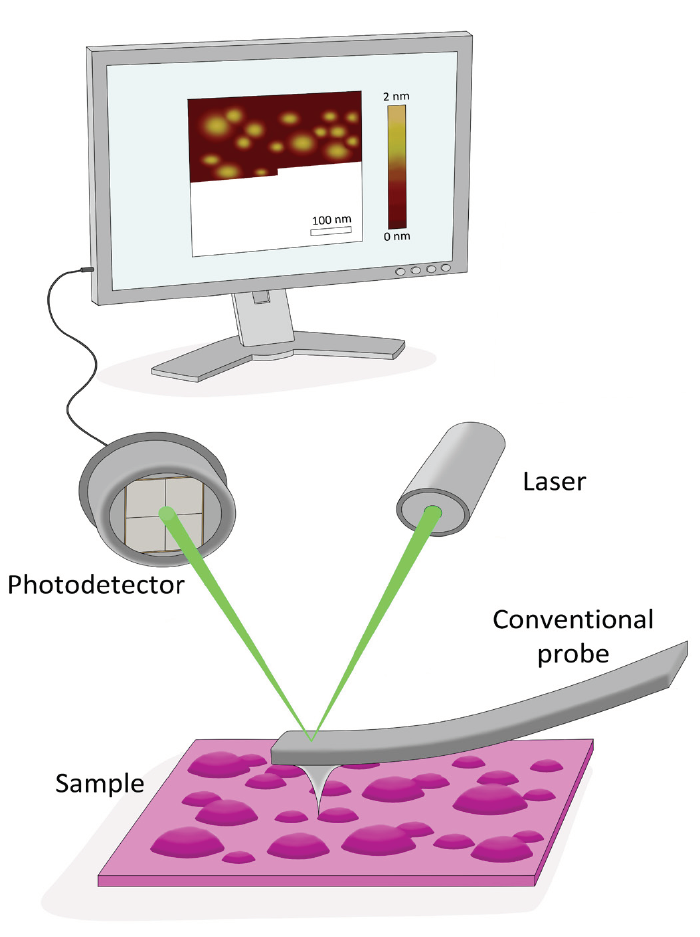 2 nm
100 nm
0 nm
Laser
Photodetector
Conventional
probe
Sample